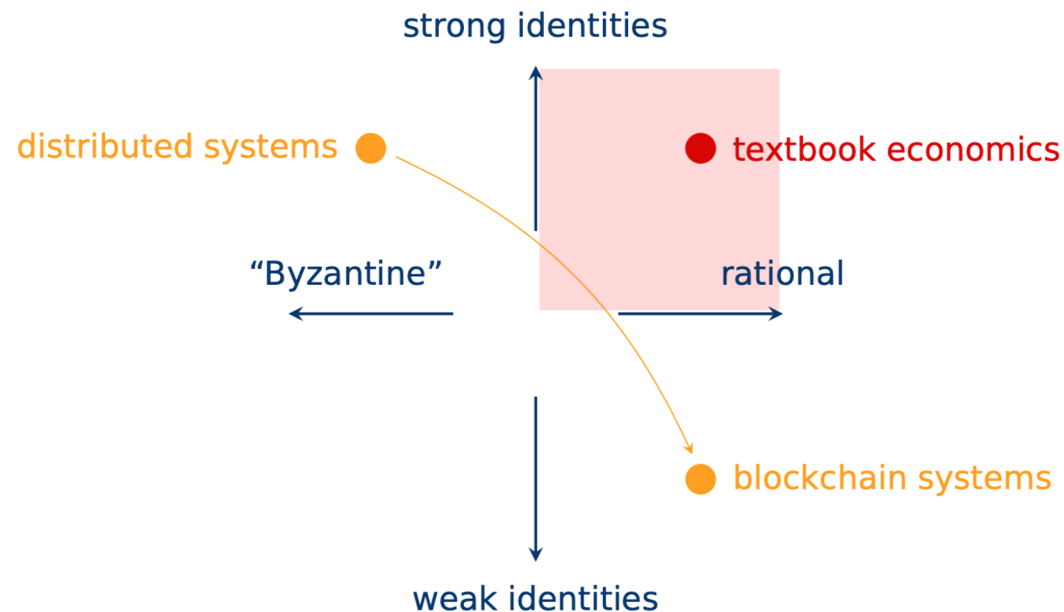 strong identities
distributed systems
textbook economics
“Byzantine”
rational
blockchain systems
weak identities